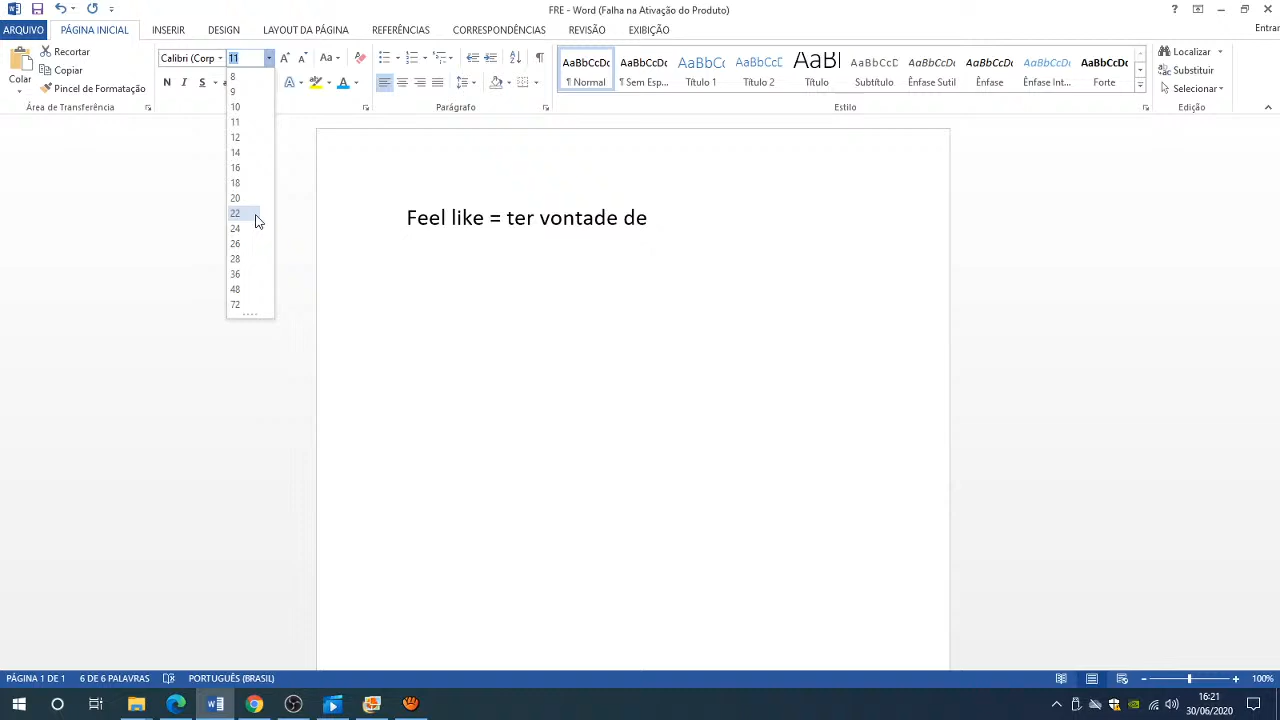 FRE - Word (Falha na Ativação do Produto)
?
ARQUIVO PÁGINA INICIAL INSERIR DESIGN LAYOUT DA PÁGINA REFERÊNCIAS CORRESPONDÊNCIAS REVISÃO EXIBIÇÃO Entrar
Colar
Recortar
Copiar
Pincel de Formatação
Área de Transferência
Calibri (Corp 11
N I S
Aa
Parágrafo
AaBbCcDc AaBbCcDc AaBbCc AaBbCcC AaBl AaBbCcD AaBbCcDc AaBbCcDc AaBbCcDc AaBbCcDc
¶ Normal ¶ Sem Esp... Título 1 Título 2 Título Subtítulo Ênfase Sutil Ênfase Ênfase Int... Forte
Estilo
Localizar
Substituir
Selecionar
Edição
8
9
10
11
12
14
16
18
20
22
24
26
28
36
48
72
Feel like = ter vontade de
PÁGINA 1 DE 1 6 DE 6 PALAVRAS PORTUGUÊS (BRASIL) 100%
16:21
30/06/2020